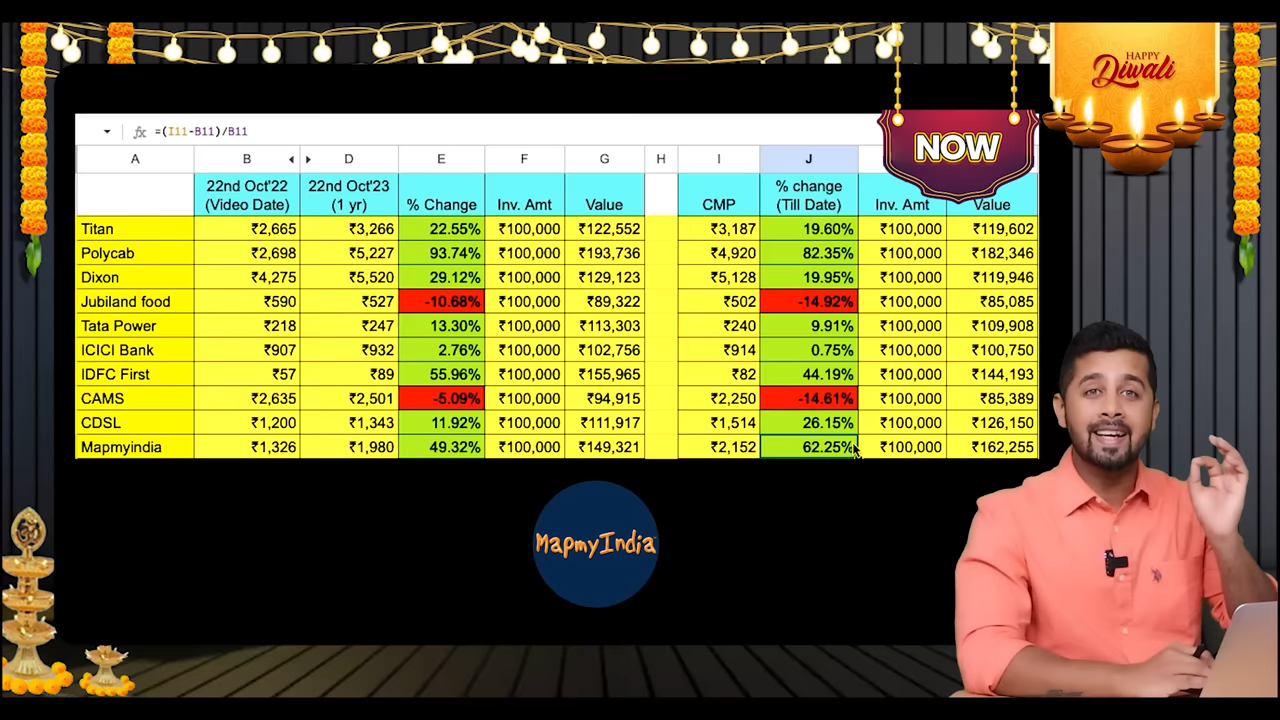 HAPPY
Diwali
NOW
fx =(I11-B11)/B11
A B D E F G H I J
22nd Oct'22 (Video Date) 22nd Oct'23 (1 yr) % Change Inv. Amt Value CMP % change (Till Date) Inv. Amt Value
Titan ₹2,665 ₹3,266 22.55% ₹100,000 ₹122,552 ₹3,187 19.60% ₹100,000 ₹119,602
Polycab ₹2,698 ₹5,227 93.74% ₹100,000 ₹193,736 ₹4,920 82.35% ₹100,000 ₹182,346
Dixon ₹4,275 ₹5,520 29.12% ₹100,000 ₹129,123 ₹5,128 19.95% ₹100,000 ₹119,946
Jubiland food ₹590 ₹527 -10.68% ₹100,000 ₹89,322 ₹502 -14.92% ₹100,000 ₹85,085
Tata Power ₹218 ₹247 13.30% ₹100,000 ₹113,303 ₹240 9.91% ₹100,000 ₹109,908
ICICI Bank ₹907 ₹932 2.76% ₹100,000 ₹102,756 ₹914 0.75% ₹100,000 ₹100,750
IDFC First ₹57 ₹89 55.96% ₹100,000 ₹155,965 ₹82 44.19% ₹100,000 ₹144,193
CAMS ₹2,635 ₹2,501 -5.09% ₹100,000 ₹94,915 ₹2,250 -14.61% ₹100,000 ₹85,389
CDSL ₹1,200 ₹1,343 11.92% ₹100,000 ₹111,917 ₹1,514 26.15% ₹100,000 ₹126,150
Mapmyindia ₹1,326 ₹1,980 49.32% ₹100,000 ₹149,321 ₹2,152 62.25% ₹100,000 ₹162,255
MapmyIndia